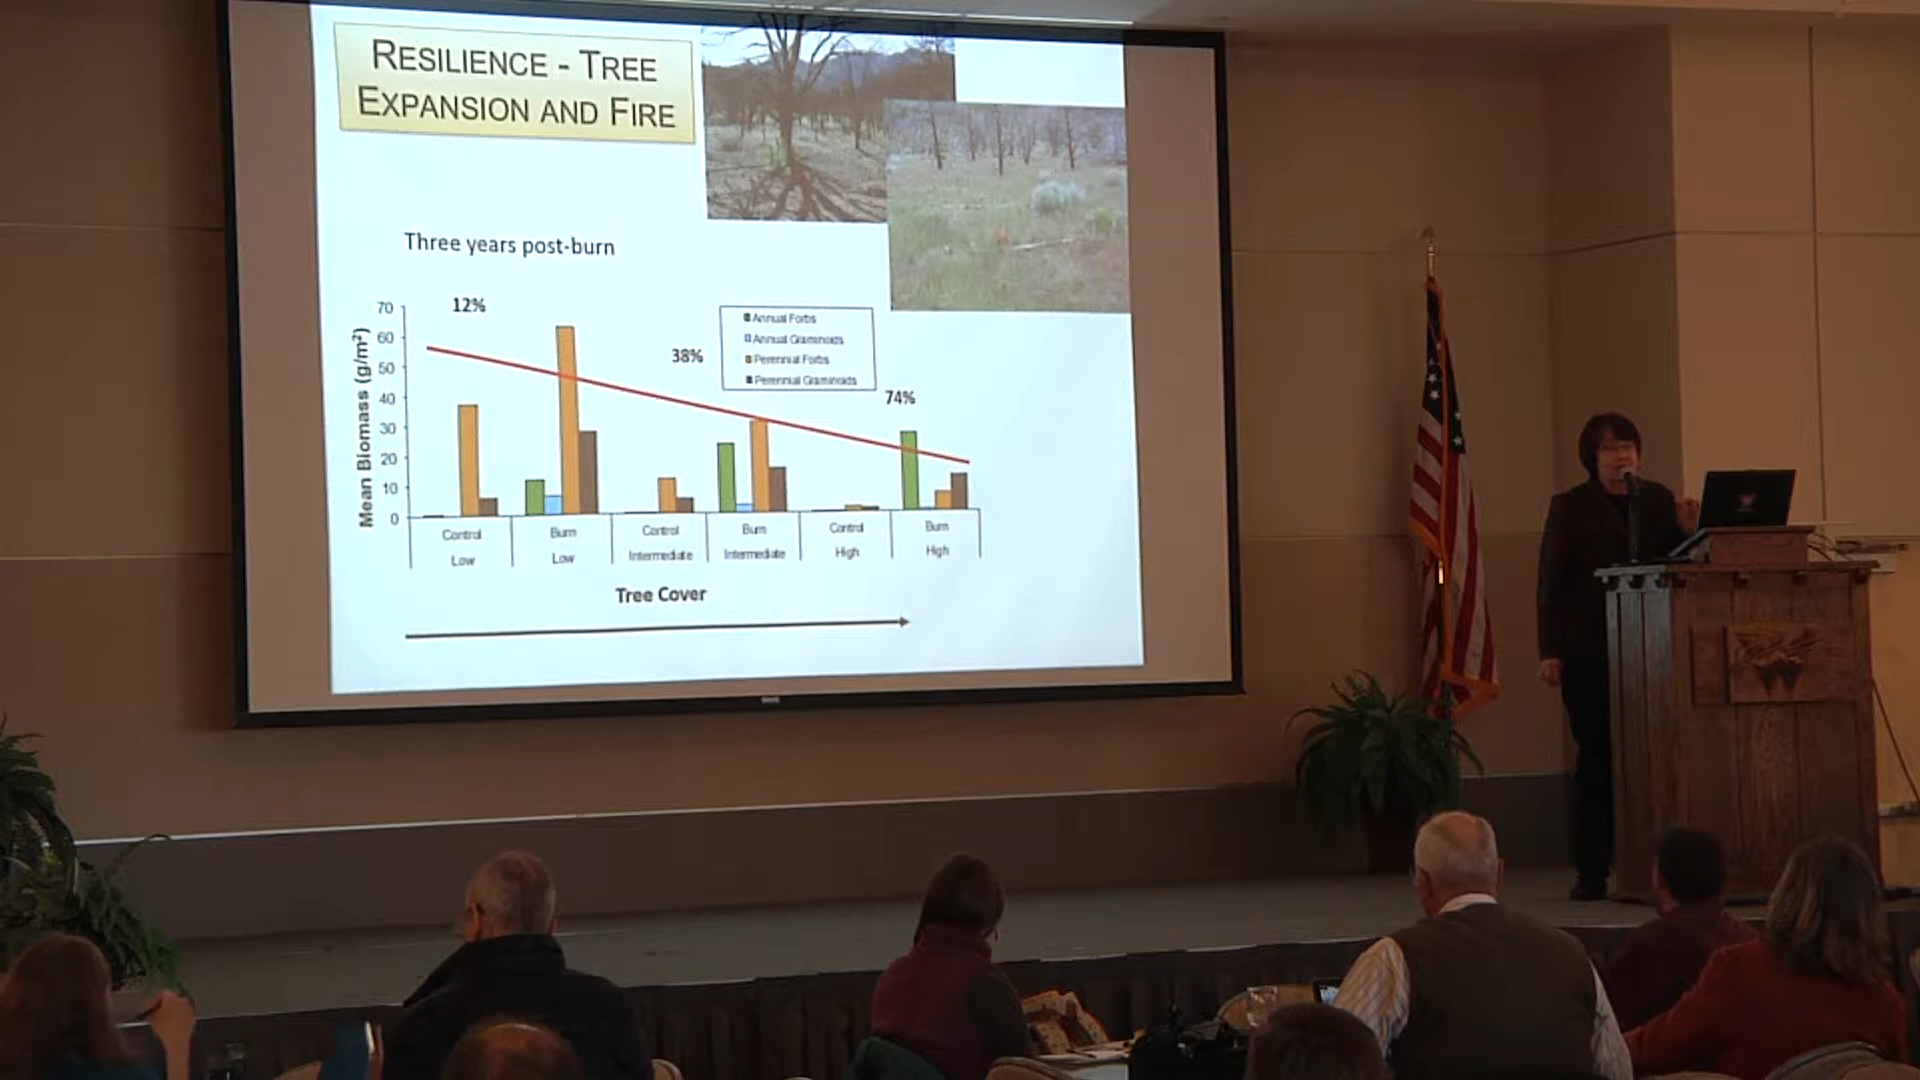 RESILIENCE - TREE
EXPANSION AND FIRE
Three years post-burn
12%
38%
74%
Annual Forbs
Annual Graminoids
Perennial Forbs
Perennial Graminoids
Mean Biomass (g/m²)
70
60
50
40
30
20
10
0
Control Burn Control Burn Control Burn
Low Low Intermediate Intermediate High High
Tree Cover